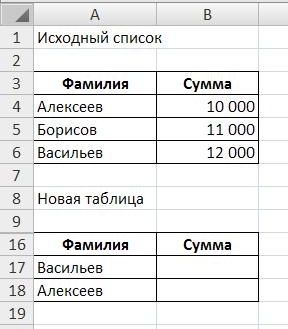 A B
1 Исходный список
2
3 Фамилия Сумма
4 Алексеев 10 000
5 Борисов 11 000
6 Васильев 12 000
7
8 Новая таблица
9
16 Фамилия Сумма
17 Васильев
18 Алексеев
19